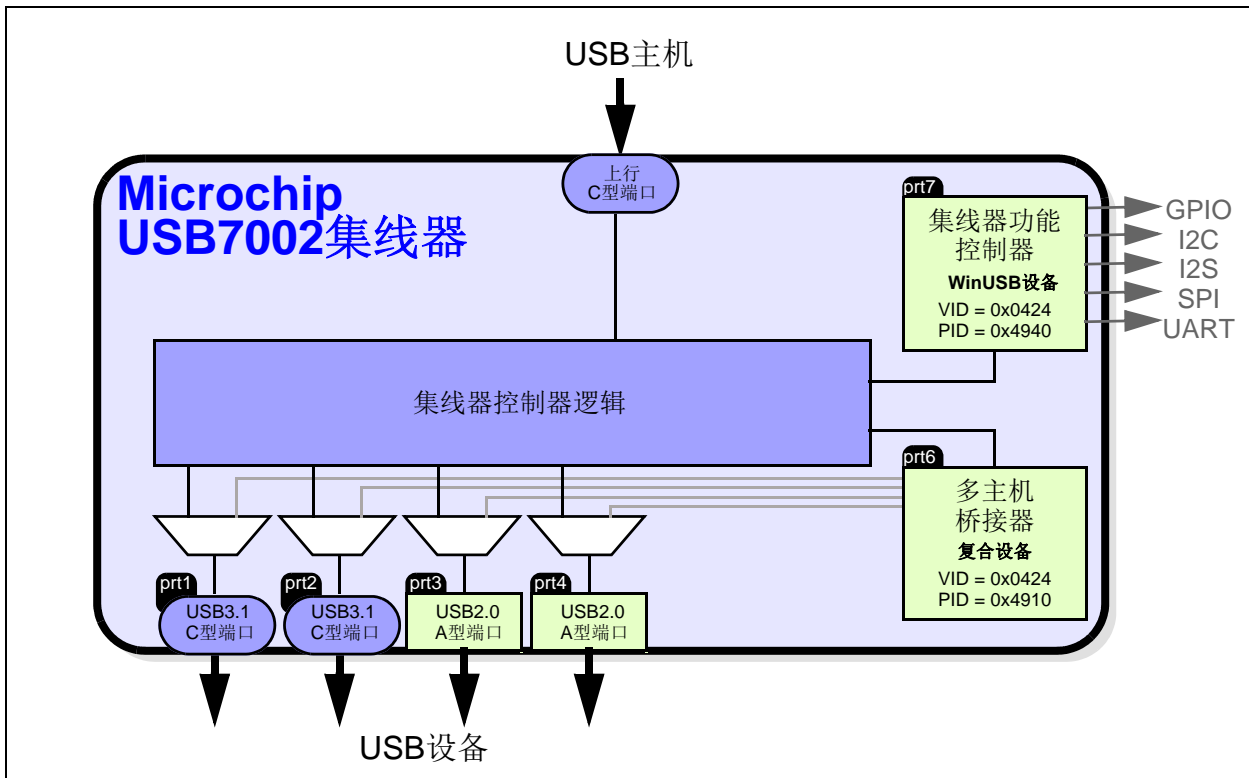 USB主机
上行
C型端口
Microchip
USB7002集线器
prt7
集线器功能
控制器
WinUSB设备
VID = 0x0424
PID = 0x4940
GPIO
I2C
I2S
SPI
UART
集线器控制器逻辑
prt6
多主机
桥接器
复合设备
VID = 0x0424
PID = 0x4910
prt1
USB3.1
C型端口
prt2
USB3.1
C型端口
prt3
USB2.0
A型端口
prt4
USB2.0
A型端口
USB设备